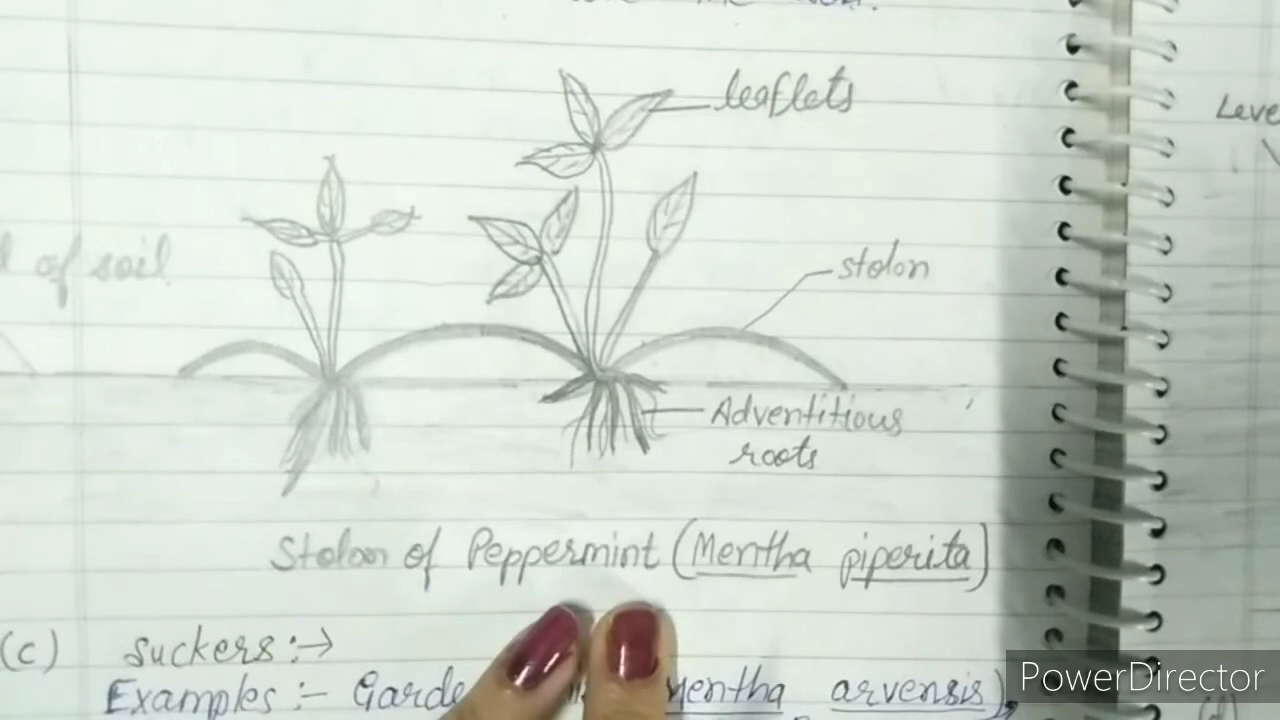 leaflets
Leve
l of soil
stolon
Adventitious
roots
Stolon of Peppermint (Mentha piperita)
(c) Suckers :→
Examples :- Garde mentha arvensis),
PowerDirector
(d)